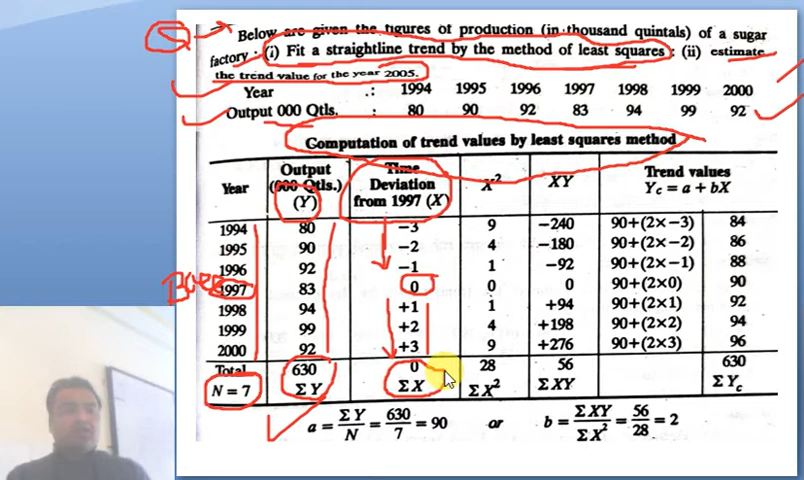 Q
Below are given the figures of production (in thousand quintals) of a sugar
factory : (i) Fit a straightline trend by the method of least squares : (ii) estimate
the trend value for the year 2005.
Year .: 1994 1995 1996 1997 1998 1999 2000
Output 000 Qtls. : 80 90 92 83 94 99 92
Computation of trend values by least squares method
Year Output (000 Qtls.) (Y) Time Deviation from 1997 (X) X² XY Trend values Yc = a + bX
1994 80 −3 9 −240 90+(2×−3) 84
1995 90 −2 4 −180 90+(2×−2) 86
1996 92 −1 1 −92 90+(2×−1) 88
1997 83 0 0 0 90+(2×0) 90
1998 94 +1 1 +94 90+(2×1) 92
1999 99 +2 4 +198 90+(2×2) 94
2000 92 +3 9 +276 90+(2×3) 96
Total 630 0 28 56 630
N = 7 ΣY ΣX ΣX² ΣXY ΣYc
a = ΣY/N = 630/7 = 90 or b = ΣXY/ΣX² = 56/28 = 2